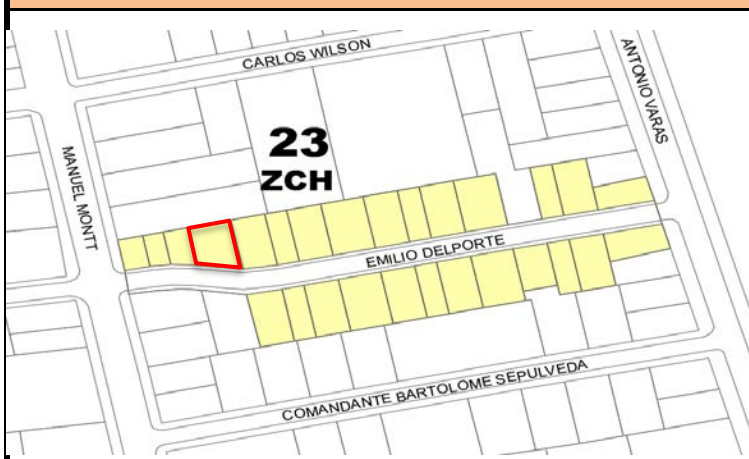 CARLOS WILSON
ANTONIO VARAS
23
ZCH
MANUEL MONTT
EMILIO DELPORTE
COMANDANTE BARTOLOME SEPULVEDA